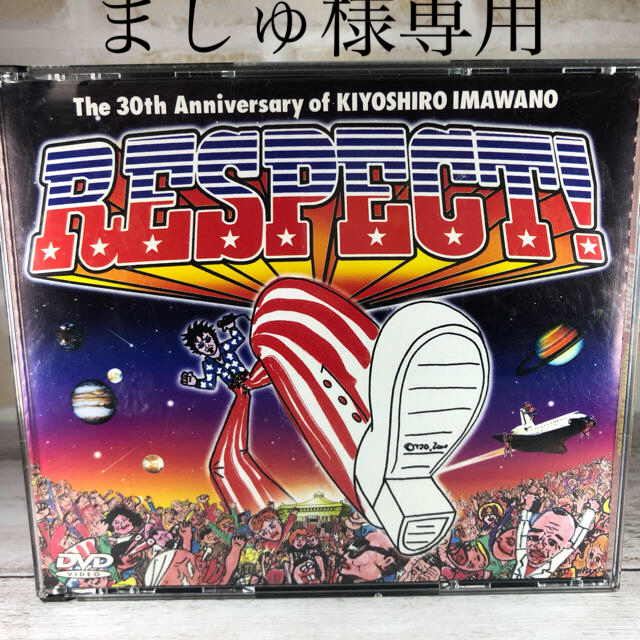 ましゅ様専用
The 30th Anniversary of KIYOSHIRO IMAWANO
RESPECT!
DVD
VIDEO